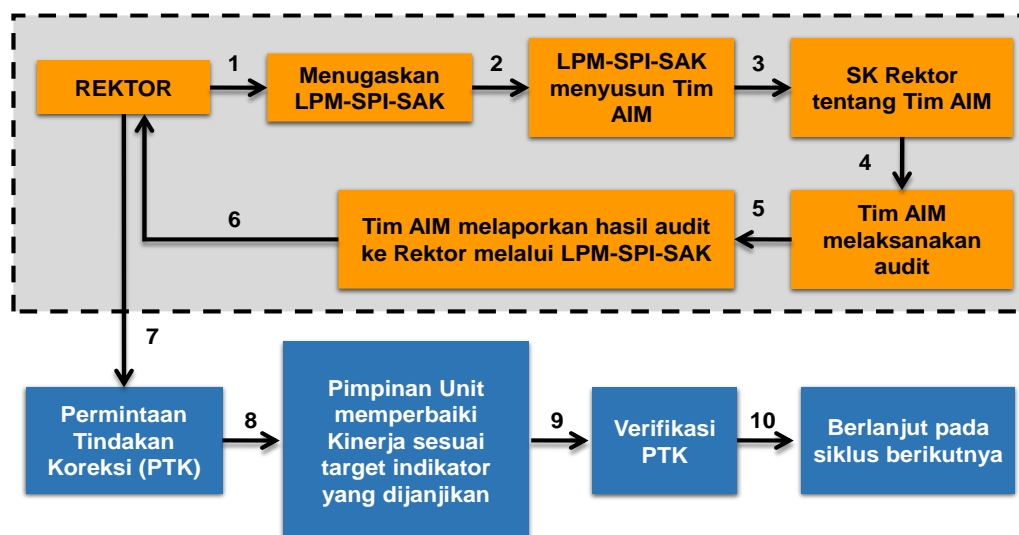 REKTOR
1
Menugaskan
LPM-SPI-SAK
2
LPM-SPI-SAK
menyusun Tim
AIM
3
SK Rektor
tentang Tim AIM
4
Tim AIM
melaksanakan
audit
5
Tim AIM melaporkan hasil audit
ke Rektor melalui LPM-SPI-SAK
6
7
Permintaan
Tindakan
Koreksi (PTK)
8
Pimpinan Unit
memperbaiki
Kinerja sesuai
target indikator
yang dijanjikan
9
Verifikasi
PTK
10
Berlanjut pada
siklus berikutnya